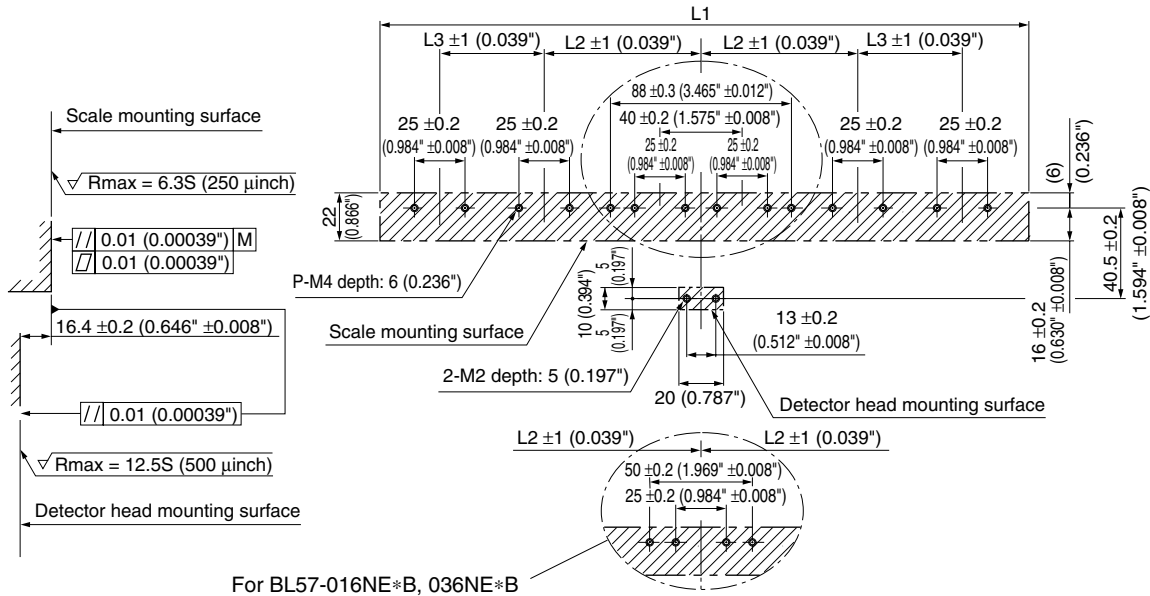 L1
L3 ±1 (0.039")
L2 ±1 (0.039")
L2 ±1 (0.039")
L3 ±1 (0.039")
88 ±0.3 (3.465" ±0.012")
40 ±0.2 (1.575" ±0.008")
25 ±0.2
(0.984" ±0.008")
25 ±0.2
(0.984" ±0.008")
25 ±0.2
(0.984" ±0.008")
25 ±0.2
(0.984" ±0.008")
25 ±0.2
(0.984" ±0.008")
25 ±0.2
(0.984" ±0.008")
(6)
(0.236")
22
(0.866")
40.5 ±0.2
(1.594" ±0.008")
16 ±0.2
(0.630" ±0.008")
Scale mounting surface
Rmax = 6.3S (250 µinch)
// 0.01 (0.00039") M
⏥ 0.01 (0.00039")
16.4 ±0.2 (0.646" ±0.008")
// 0.01 (0.00039")
Rmax = 12.5S (500 µinch)
Detector head mounting surface
P-M4 depth: 6 (0.236")
Scale mounting surface
10 (0.394")
5
(0.197")
5
(0.197")
13 ±0.2
(0.512" ±0.008")
2-M2 depth: 5 (0.197")
20 (0.787")
Detector head mounting surface
L2 ±1 (0.039")
L2 ±1 (0.039")
50 ±0.2 (1.969" ±0.008")
25 ±0.2 (0.984" ±0.008")
For BL57-016NE*B, 036NE*B